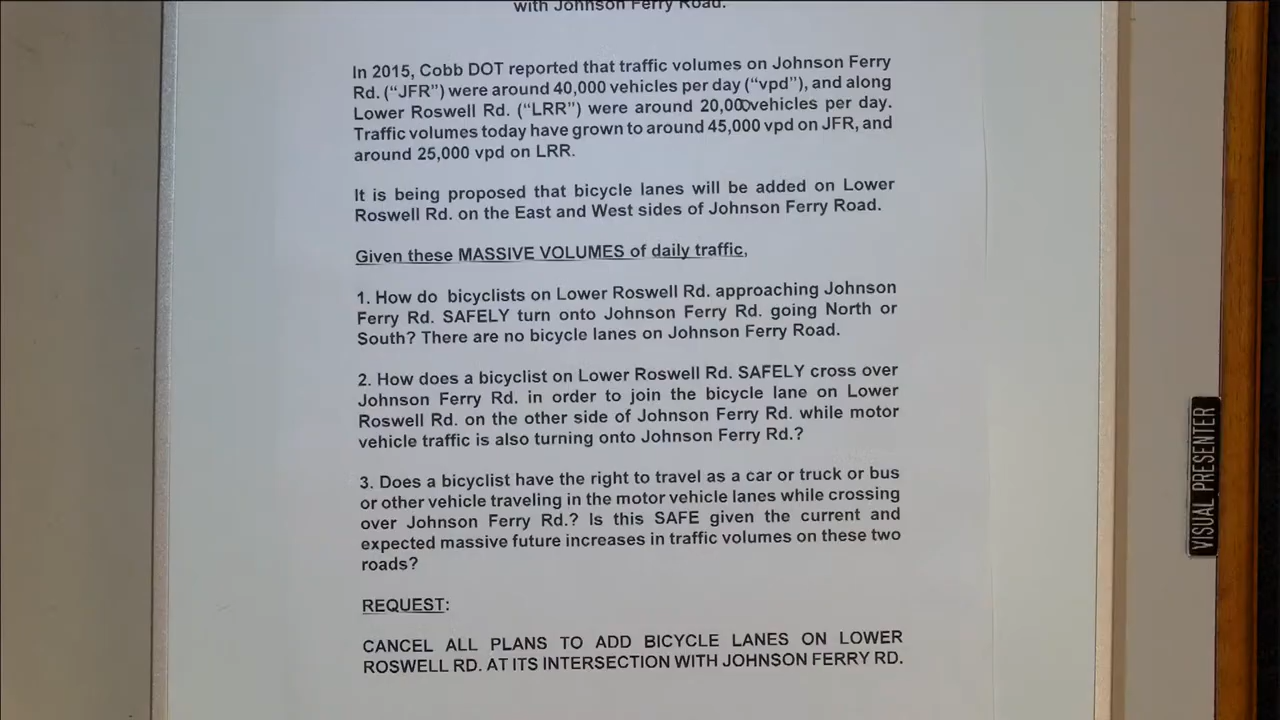 with Johnson Ferry Road.
In 2015, Cobb DOT reported that traffic volumes on Johnson Ferry
Rd. (“JFR”) were around 40,000 vehicles per day (“vpd”), and along
Lower Roswell Rd. (“LRR”) were around 20,000vehicles per day.
Traffic volumes today have grown to around 45,000 vpd on JFR, and
around 25,000 vpd on LRR.
It is being proposed that bicycle lanes will be added on Lower
Roswell Rd. on the East and West sides of Johnson Ferry Road.
Given these MASSIVE VOLUMES of daily traffic,
1. How do bicyclists on Lower Roswell Rd. approaching Johnson
Ferry Rd. SAFELY turn onto Johnson Ferry Rd. going North or
South? There are no bicycle lanes on Johnson Ferry Road.
2. How does a bicyclist on Lower Roswell Rd. SAFELY cross over
Johnson Ferry Rd. in order to join the bicycle lane on Lower
Roswell Rd. on the other side of Johnson Ferry Rd. while motor
vehicle traffic is also turning onto Johnson Ferry Rd.?
3. Does a bicyclist have the right to travel as a car or truck or bus
or other vehicle traveling in the motor vehicle lanes while crossing
over Johnson Ferry Rd.? Is this SAFE given the current and
expected massive future increases in traffic volumes on these two
roads?
REQUEST:
CANCEL ALL PLANS TO ADD BICYCLE LANES ON LOWER
ROSWELL RD. AT ITS INTERSECTION WITH JOHNSON FERRY RD.
VISUAL PRESENTER